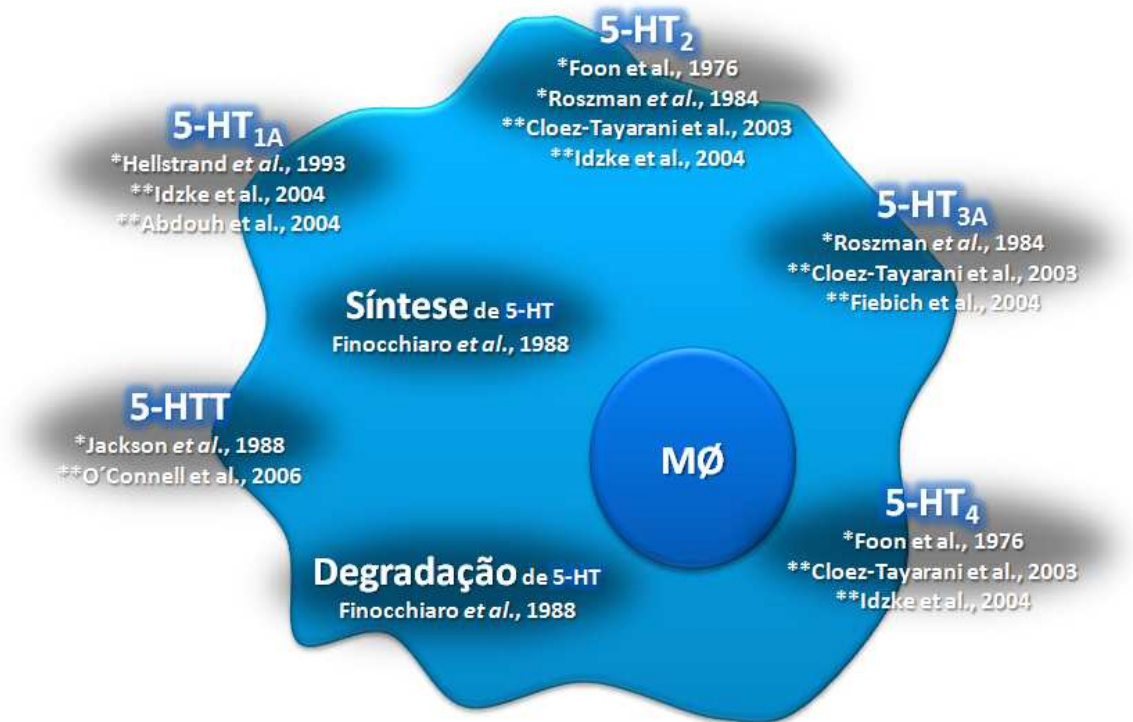 5-HT₂
*Foon et al., 1976
*Roszman et al., 1984
**Cloez-Tayarani et al., 2003
**Idzke et al., 2004
5-HT₁A
*Hellstrand et al., 1993
**Idzke et al., 2004
**Abdouh et al., 2004
5-HT₃A
*Roszman et al., 1984
**Cloez-Tayarani et al., 2003
**Fiebich et al., 2004
Síntese de 5-HT
Finocchiaro et al., 1988
5-HTT
*Jackson et al., 1988
**O´Connell et al., 2006
MØ
5-HT₄
*Foon et al., 1976
**Cloez-Tayarani et al., 2003
**Idzke et al., 2004
Degradação de 5-HT
Finocchiaro et al., 1988